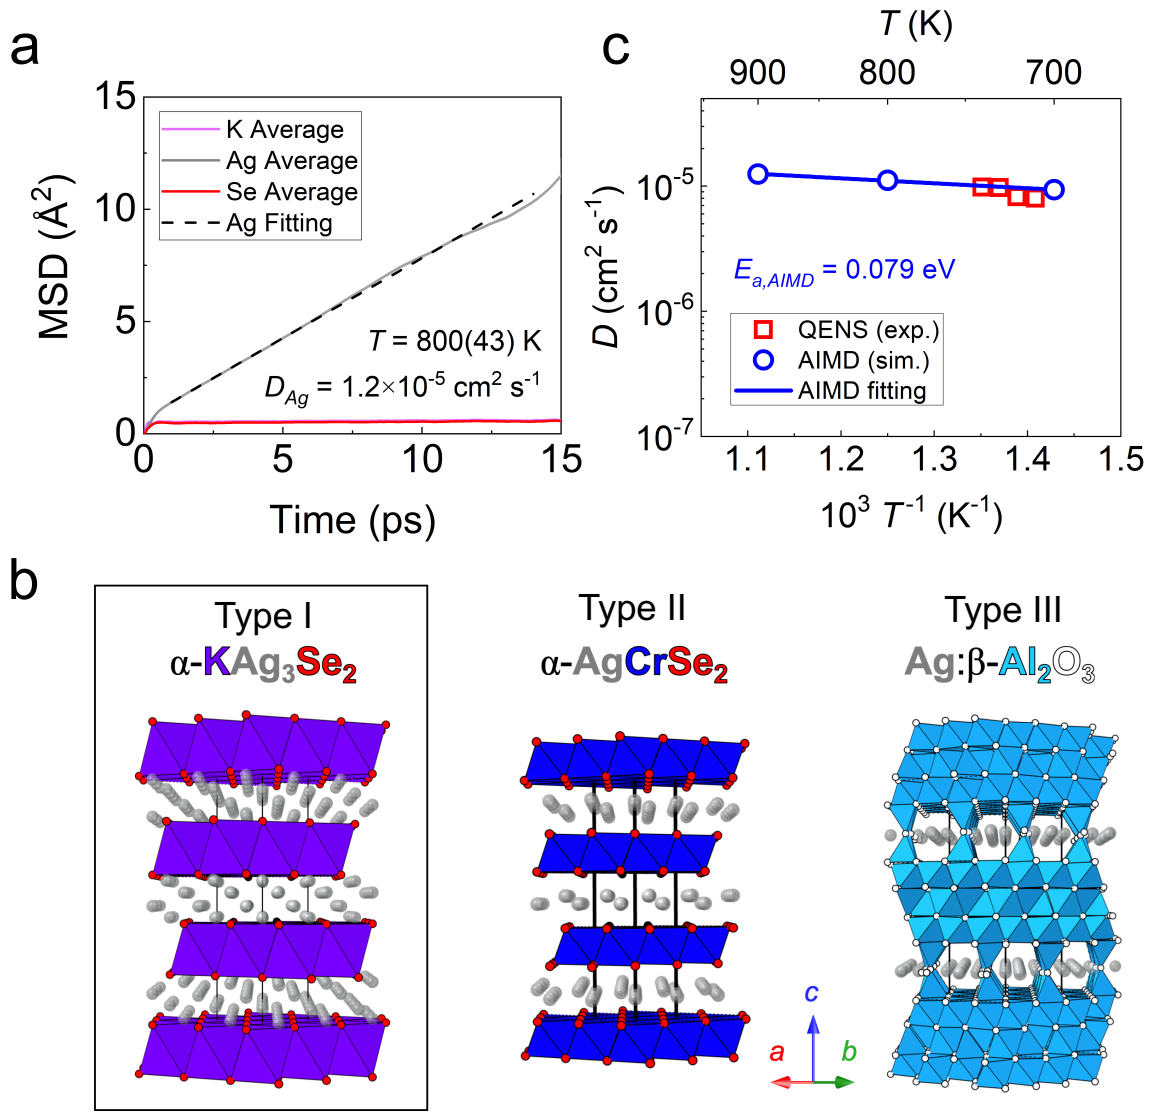 a
15
10
5
0
MSD (Å²)
K Average
Ag Average
Se Average
Ag Fitting
T = 800(43) K
D_Ag = 1.2×10⁻⁵ cm² s⁻¹
0 5 10 15
Time (ps)
c
T (K)
900 800 700
10⁻⁵
10⁻⁶
10⁻⁷
D (cm² s⁻¹)
E_a,AIMD = 0.079 eV
QENS (exp.)
AIMD (sim.)
AIMD fitting
1.1 1.2 1.3 1.4 1.5
10³ T⁻¹ (K⁻¹)
b
Type I
α-KAg₃Se₂
Type II
α-AgCrSe₂
Type III
Ag:β-Al₂O₃
c
a
b